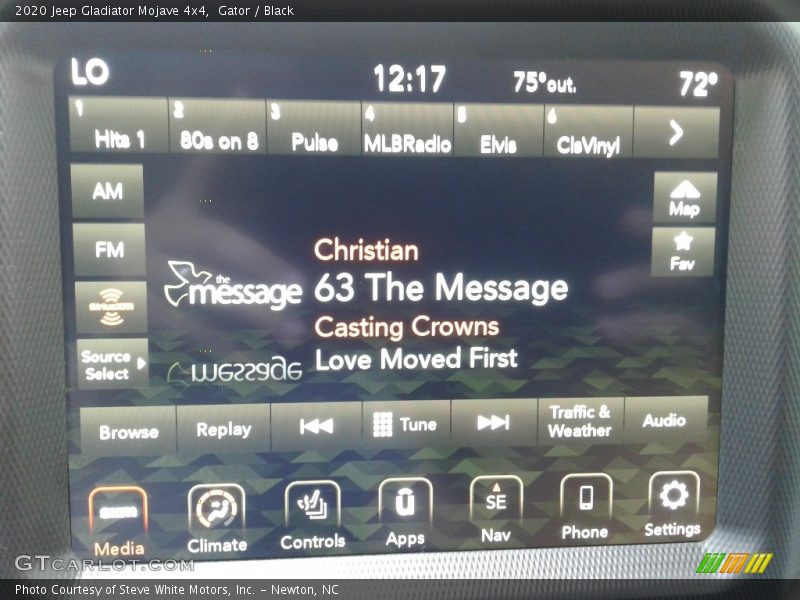 2020 Jeep Gladiator Mojave 4x4, Gator / Black
LO 12:17 75° out. 72°
1 Hits 1 2 80s on 8 3 Pulse 4 MLBRadio 5 Elvis 6 ClsVinyl
AM
Map
FM
Fav
Christian
the message 63 The Message
siriusxm
Casting Crowns
Source Select
Love Moved First
message
Browse Replay Tune Traffic & Weather Audio
SE
Media Climate Controls Apps Nav Phone Settings
GTCARLOT.COM
Photo Courtesy of Steve White Motors, Inc. – Newton, NC